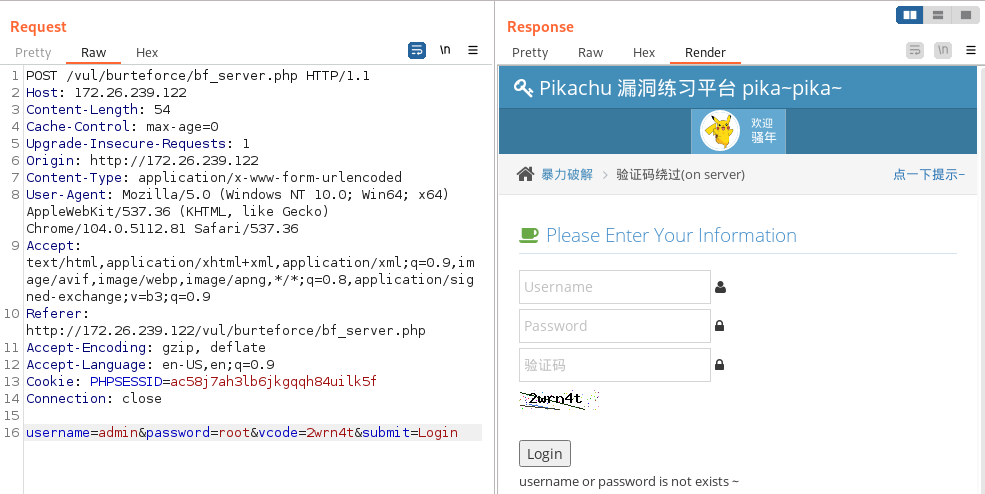 Request
Pretty Raw Hex
\n
1 POST /vul/burteforce/bf_server.php HTTP/1.1
2 Host: 172.26.239.122
3 Content-Length: 54
4 Cache-Control: max-age=0
5 Upgrade-Insecure-Requests: 1
6 Origin: http://172.26.239.122
7 Content-Type: application/x-www-form-urlencoded
8 User-Agent: Mozilla/5.0 (Windows NT 10.0; Win64; x64)
AppleWebKit/537.36 (KHTML, like Gecko)
Chrome/104.0.5112.81 Safari/537.36
9 Accept:
text/html,application/xhtml+xml,application/xml;q=0.9,im
age/avif,image/webp,image/apng,*/*;q=0.8,application/sig
ned-exchange;v=b3;q=0.9
10 Referer:
http://172.26.239.122/vul/burteforce/bf_server.php
11 Accept-Encoding: gzip, deflate
12 Accept-Language: en-US,en;q=0.9
13 Cookie: PHPSESSID=ac58j7ah3lb6jkgqqh84uilk5f
14 Connection: close
15
16 username=admin&password=root&vcode=2wrn4t&submit=Login
Response
Pretty Raw Hex Render
\n
Pikachu 漏洞练习平台 pika~pika~
欢迎
骚年
暴力破解 验证码绕过(on server) 点一下提示~
Please Enter Your Information
Username
Password
验证码
2wrn4t
Login
username or password is not exists ~